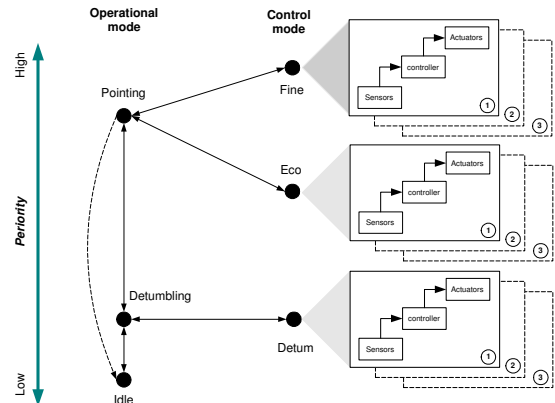 Operational
mode
Control
mode
High
Periority
Low
Pointing
Detumbling
Idle
Fine
Eco
Detum
Actuators
controller
Sensors
1
2
3
Actuators
controller
Sensors
1
2
3
Actuators
controller
Sensors
1
2
3